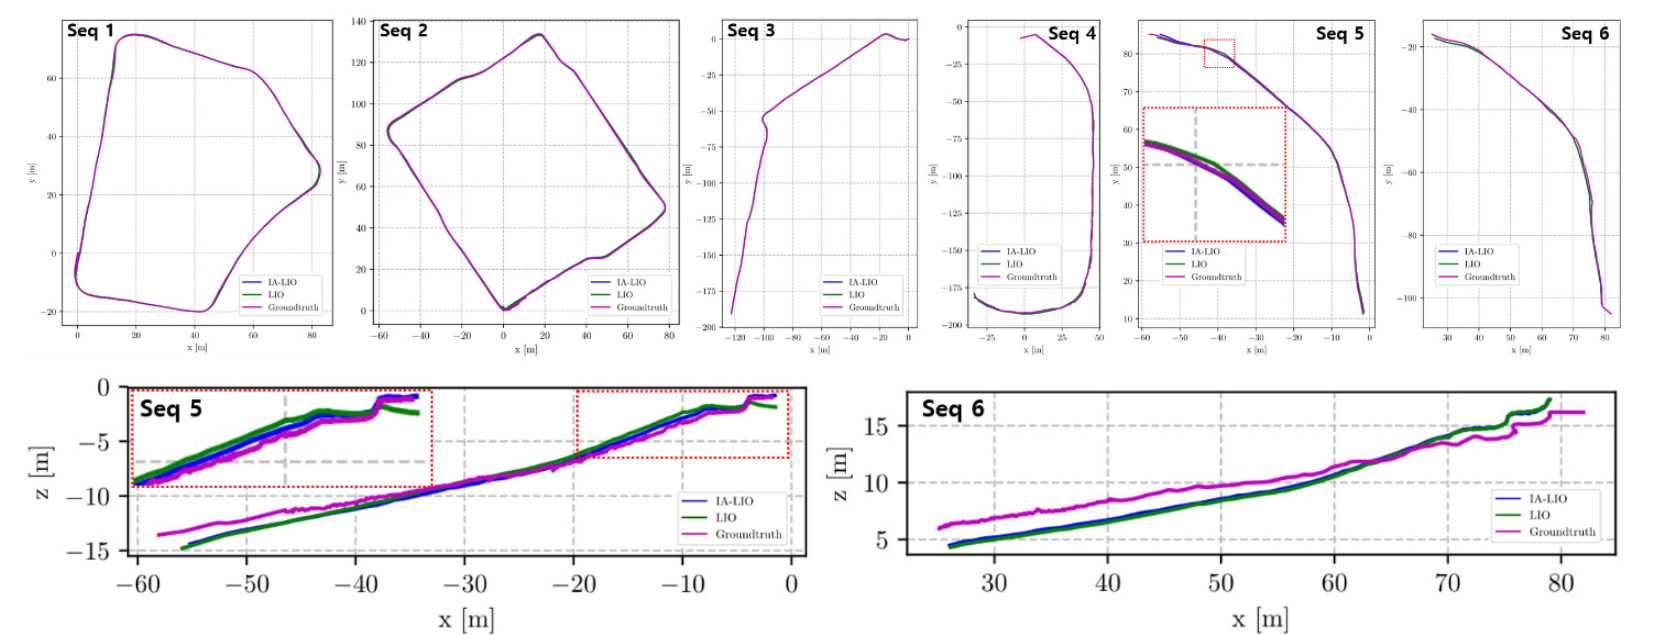 Seq 1
60
40
20
0
−20
y [m]
0
20
40
60
80
x [m]
IA-LIO
LIO
Groundtruth
Seq 2
140
120
100
80
60
40
20
0
y [m]
−60
−40
−20
0
20
40
60
80
x [m]
IA-LIO
LIO
Groundtruth
Seq 3
0
−25
−50
−75
−100
−125
−150
−175
−200
y [m]
−120
−100
−80
−60
−40
−20
0
x [m]
IA-LIO
LIO
Groundtruth
Seq 4
0
−25
−50
−75
−100
−125
−150
−175
−200
y [m]
−25
0
25
50
x [m]
IA-LIO
LIO
Groundtruth
Seq 5
80
70
60
50
40
30
20
10
y [m]
−60
−50
−40
−30
−20
−10
0
x [m]
IA-LIO
LIO
Groundtruth
Seq 6
−20
−40
−60
−80
−100
y [m]
30
40
50
60
70
80
x [m]
IA-LIO
LIO
Groundtruth
Seq 5
0
−5
−10
−15
z [m]
−60
−50
−40
−30
−20
−10
0
x [m]
IA-LIO
LIO
Groundtruth
Seq 6
15
10
5
z [m]
30
40
50
60
70
80
x [m]
IA-LIO
LIO
Groundtruth